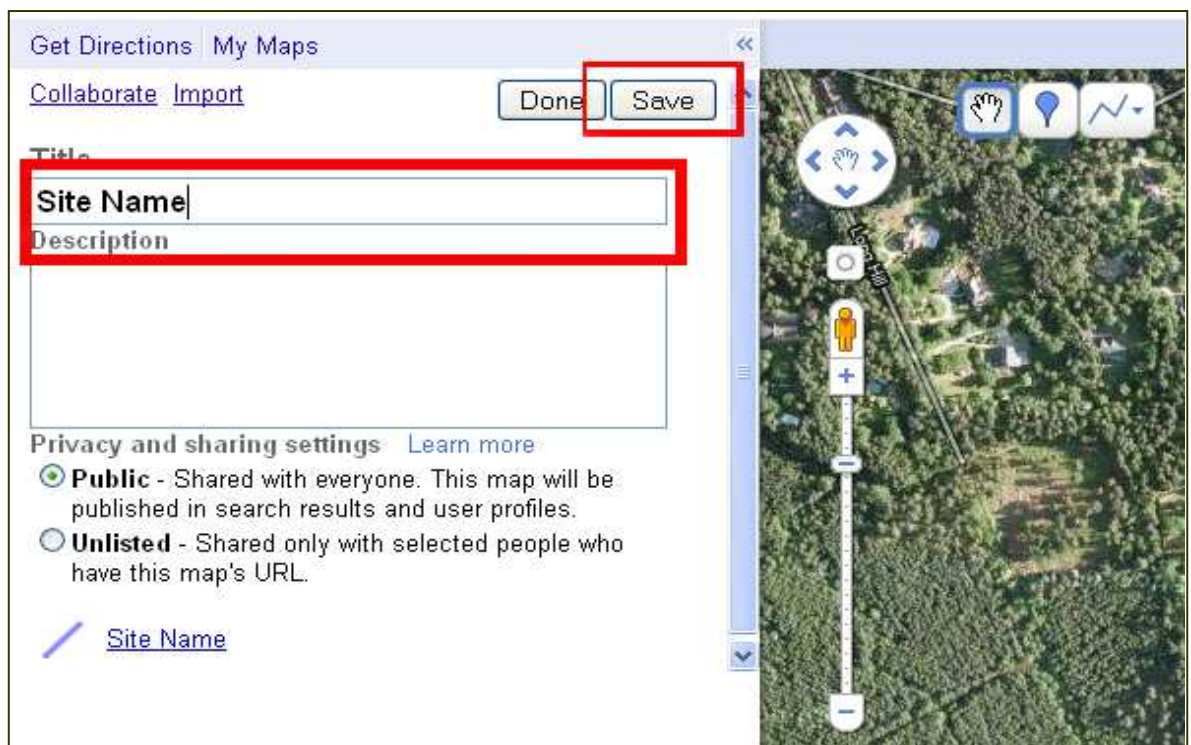 Get Directions My Maps
Collaborate Import
Done Save
Title
Site Name
Description
Privacy and sharing settings Learn more
Public - Shared with everyone. This map will be
published in search results and user profiles.
Unlisted - Shared only with selected people who
have this map's URL.
Site Name
Long Hill